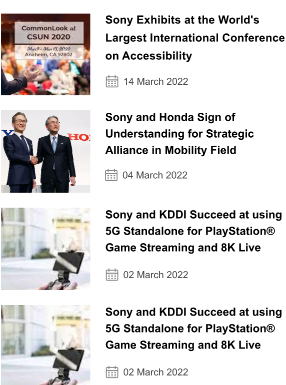 CommonLook at
CSUN 2020
Anaheim, CA 92802
Sony Exhibits at the World's
Largest International Conference
on Accessibility
14 March 2022
HO
Sony and Honda Sign of
Understanding for Strategic
Alliance in Mobility Field
04 March 2022
Sony and KDDI Succeed at using
5G Standalone for PlayStation®
Game Streaming and 8K Live
02 March 2022
Sony and KDDI Succeed at using
5G Standalone for PlayStation®
Game Streaming and 8K Live
02 March 2022